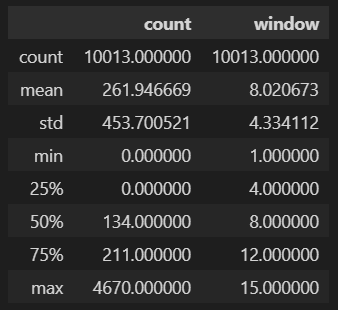 count window
count 10013.000000 10013.000000
mean 261.946669 8.020673
std 453.700521 4.334112
min 0.000000 1.000000
25% 0.000000 4.000000
50% 134.000000 8.000000
75% 211.000000 12.000000
max 4670.000000 15.000000